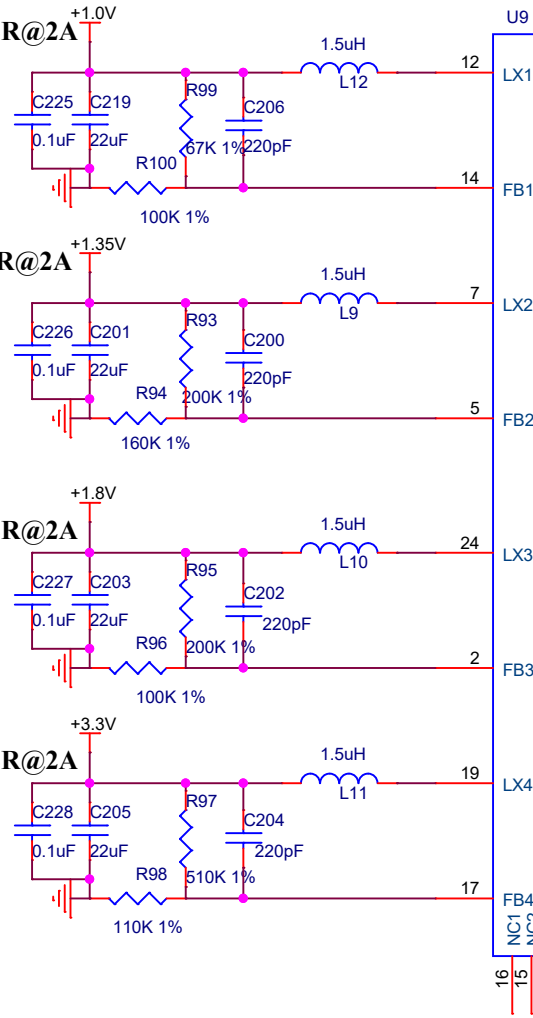 +1.0V
R@2A
U9
1.5uH
12
LX1
L12
C225
C219
R99
C206
0.1uF
22uF
67K 1%
220pF
R100
14
FB1
100K 1%
+1.35V
R@2A
1.5uH
7
LX2
L9
C226
C201
R93
C200
0.1uF
22uF
200K 1%
220pF
R94
5
FB2
160K 1%
+1.8V
R@2A
1.5uH
24
LX3
L10
C227
C203
R95
C202
0.1uF
22uF
220pF
R96
200K 1%
2
FB3
100K 1%
+3.3V
R@2A
1.5uH
19
LX4
L11
C228
C205
R97
C204
0.1uF
22uF
220pF
R98
510K 1%
17
FB4
110K 1%
NC1
16
15